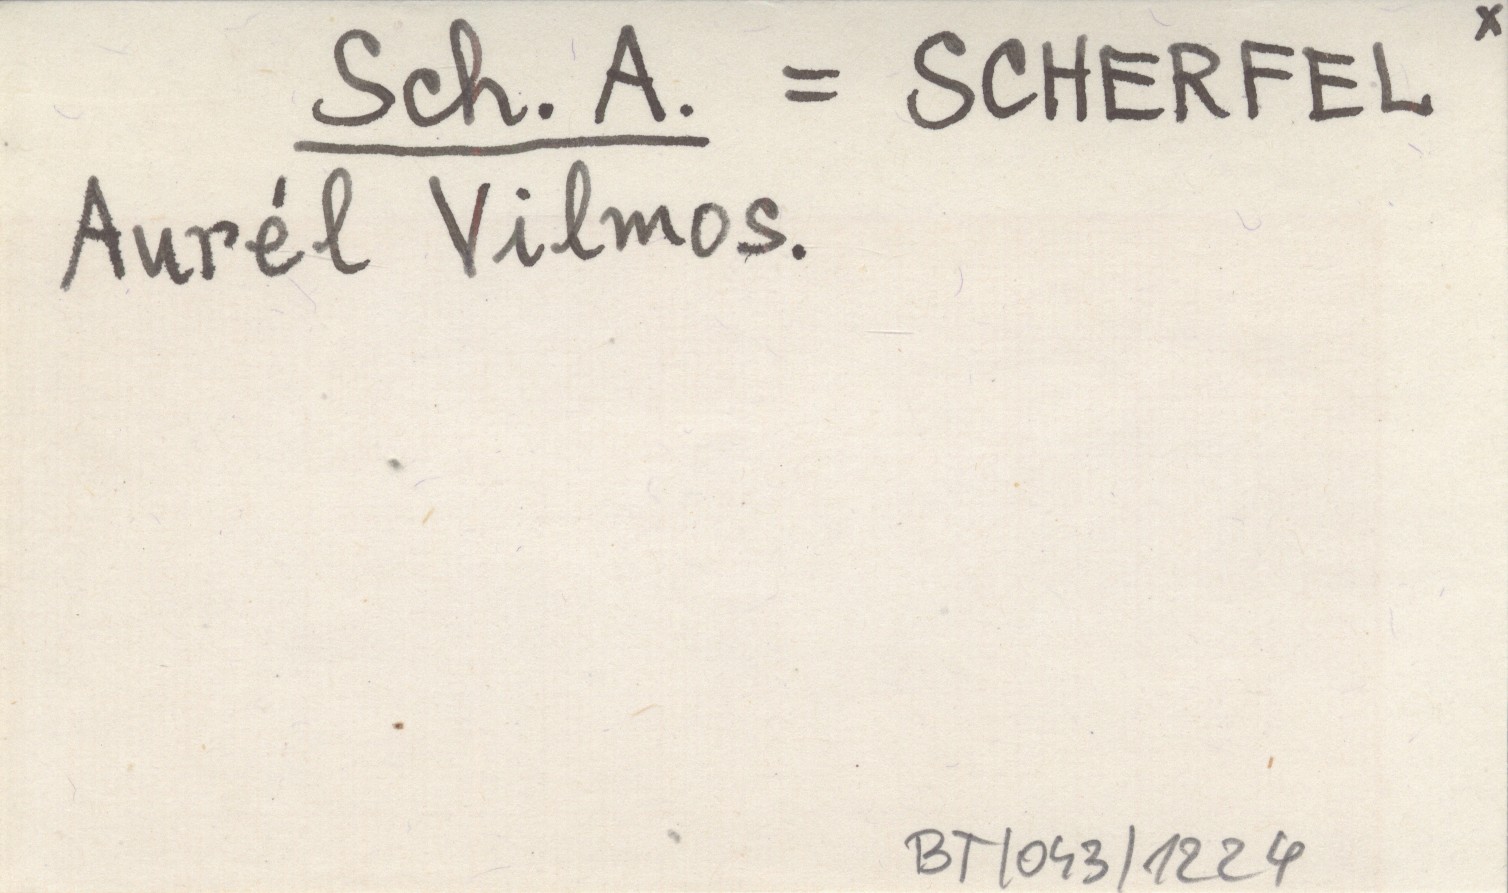 x
Sch. A. = SCHERFEL
Aurél Vilmos.
BT/043/1224